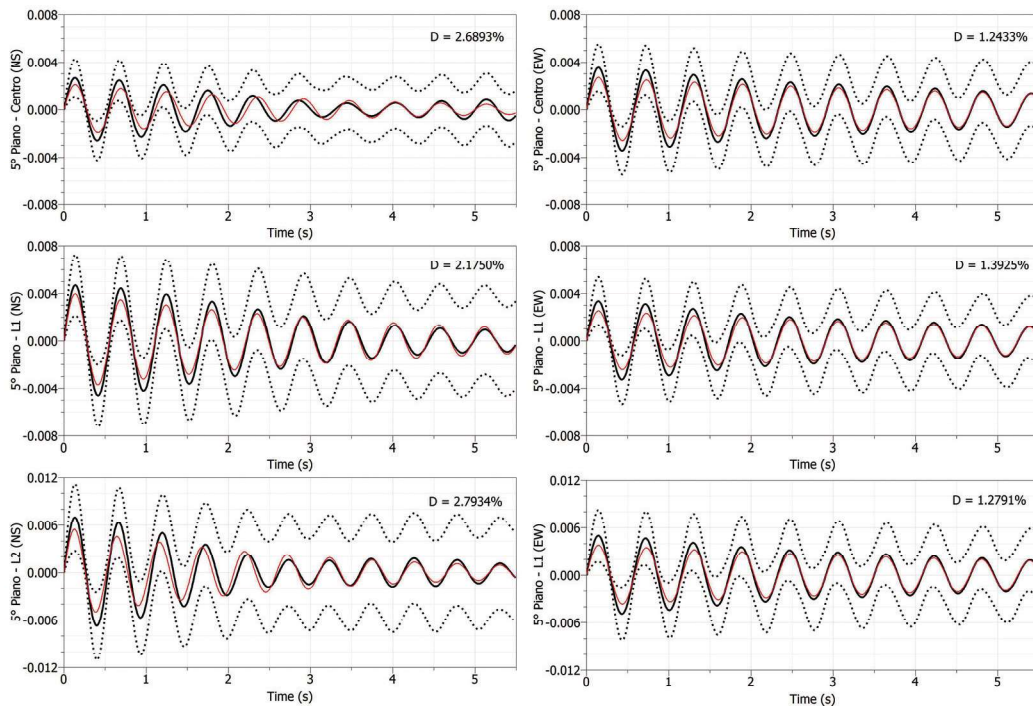 0.008
0.004
0.000
-0.004
-0.008
5° Piano - Centro (NS)
D = 2.6893%
0 1 2 3 4 5
Time (s)
0.008
0.004
0.000
-0.004
-0.008
5° Piano - Centro (EW)
D = 1.2433%
0 1 2 3 4 5
Time (s)
0.008
0.004
0.000
-0.004
-0.008
5° Piano - L1 (NS)
D = 2.1750%
0 1 2 3 4 5
Time (s)
0.008
0.004
0.000
-0.004
-0.008
5° Piano - L1 (EW)
D = 1.3925%
0 1 2 3 4 5
Time (s)
0.012
0.006
0.000
-0.006
-0.012
5° Piano - L2 (NS)
D = 2.7934%
0 1 2 3 4 5
Time (s)
0.012
0.006
0.000
-0.006
-0.012
5° Piano - L1 (EW)
D = 1.2791%
0 1 2 3 4 5
Time (s)